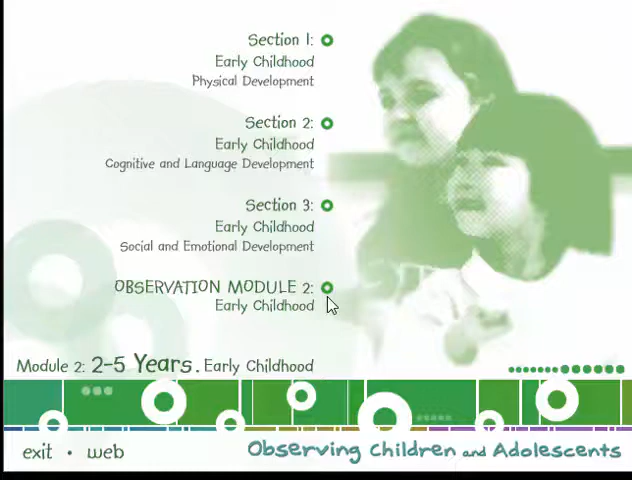 Section 1:
Early Childhood
Physical Development
Section 2:
Early Childhood
Cognitive and Language Development
Section 3:
Early Childhood
Social and Emotional Development
OBSERVATION MODULE 2:
Early Childhood
Module 2: 2-5 Years. Early Childhood
exit • web
Observing Children and Adolescents